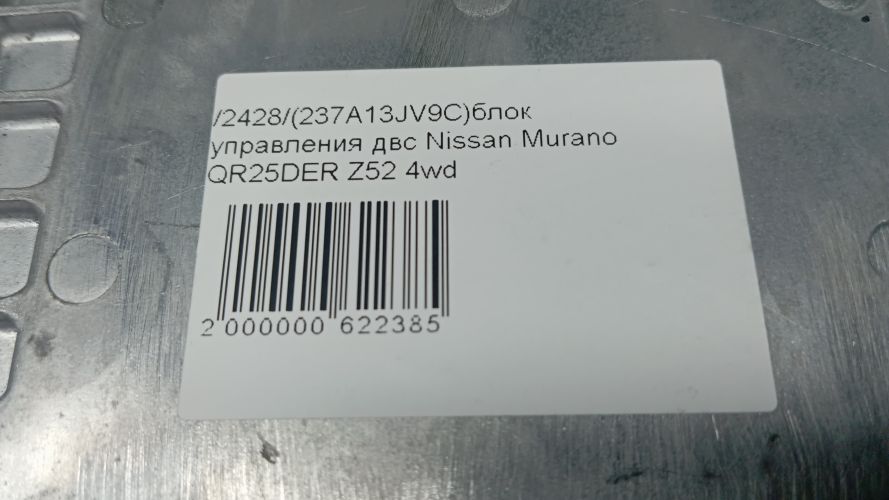 /2428/(237A13JV9C)блок
управления двс Nissan Murano
QR25DER Z52 4wd
2 000000 622385